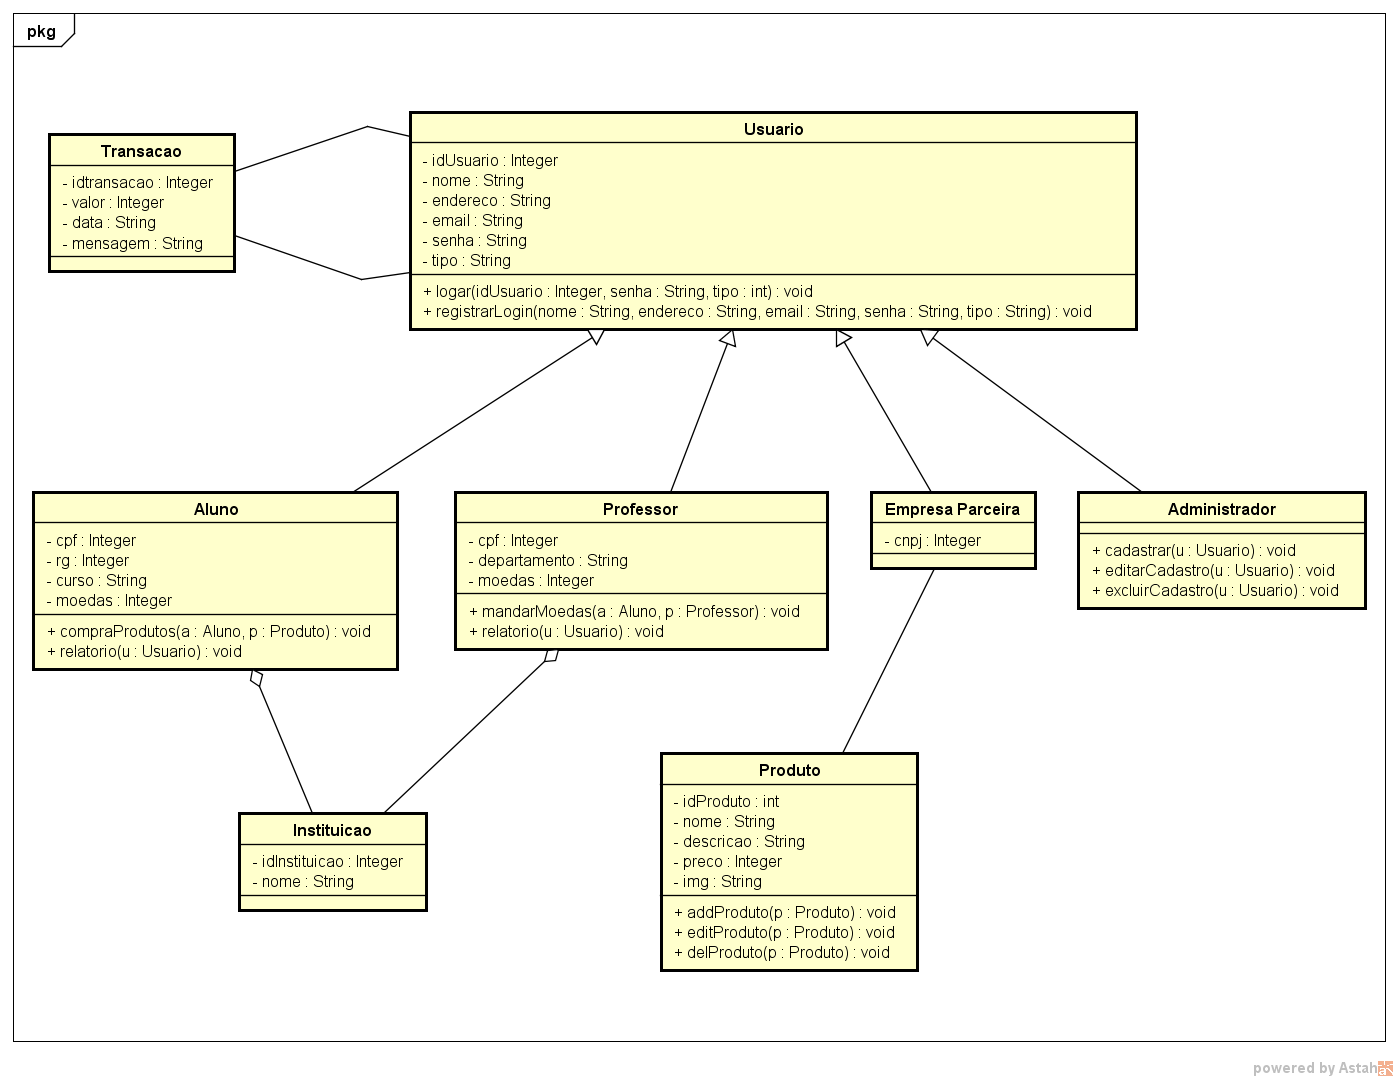 pkg
Transacao
- idtransacao : Integer
- valor : Integer
- data : String
- mensagem : String
Usuario
- idUsuario : Integer
- nome : String
- endereco : String
- email : String
- senha : String
- tipo : String
+ logar(idUsuario : Integer, senha : String, tipo : int) : void
+ registrarLogin(nome : String, endereco : String, email : String, senha : String, tipo : String) : void
Aluno
- cpf : Integer
- rg : Integer
- curso : String
- moedas : Integer
+ compraProdutos(a : Aluno, p : Produto) : void
+ relatorio(u : Usuario) : void
Professor
- cpf : Integer
- departamento : String
- moedas : Integer
+ mandarMoedas(a : Aluno, p : Professor) : void
+ relatorio(u : Usuario) : void
Empresa Parceira
- cnpj : Integer
Administrador
+ cadastrar(u : Usuario) : void
+ editarCadastro(u : Usuario) : void
+ excluirCadastro(u : Usuario) : void
Instituicao
- idInstituicao : Integer
- nome : String
Produto
- idProduto : int
- nome : String
- descricao : String
- preco : Integer
- img : String
+ addProduto(p : Produto) : void
+ editProduto(p : Produto) : void
+ delProduto(p : Produto) : void
powered by Astah